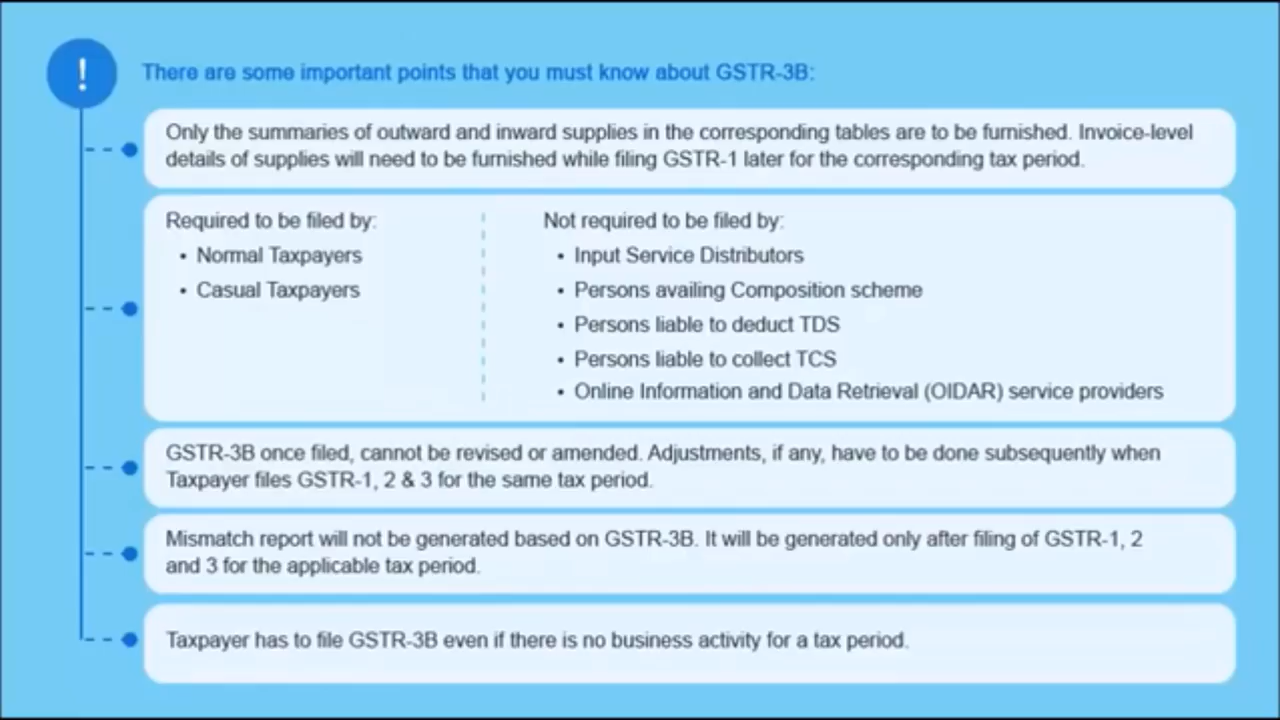 !
There are some important points that you must know about GSTR-3B:
Only the summaries of outward and inward supplies in the corresponding tables are to be furnished. Invoice-level
details of supplies will need to be furnished while filing GSTR-1 later for the corresponding tax period.
Required to be filed by:
• Normal Taxpayers
• Casual Taxpayers
Not required to be filed by:
• Input Service Distributors
• Persons availing Composition scheme
• Persons liable to deduct TDS
• Persons liable to collect TCS
• Online Information and Data Retrieval (OIDAR) service providers
GSTR-3B once filed, cannot be revised or amended. Adjustments, if any, have to be done subsequently when
Taxpayer files GSTR-1, 2 & 3 for the same tax period.
Mismatch report will not be generated based on GSTR-3B. It will be generated only after filing of GSTR-1, 2
and 3 for the applicable tax period.
Taxpayer has to file GSTR-3B even if there is no business activity for a tax period.